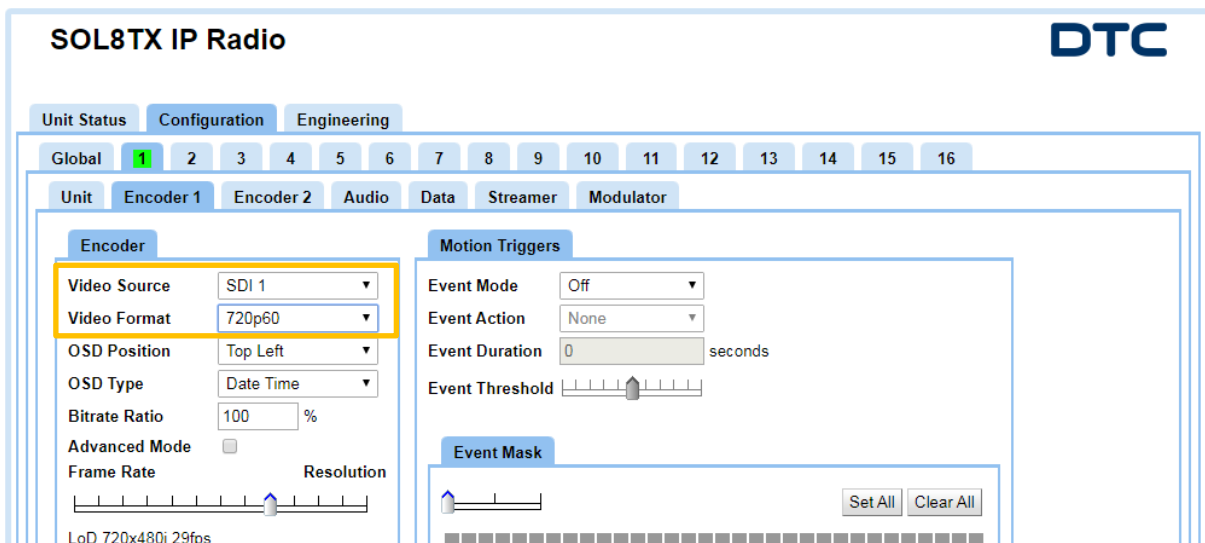 SOL8TX IP Radio
DTC
Unit Status Configuration Engineering
Global 1 2 3 4 5 6 7 8 9 10 11 12 13 14 15 16
Unit Encoder 1 Encoder 2 Audio Data Streamer Modulator
Encoder
Video Source SDI 1
Video Format 720p60
OSD Position Top Left
OSD Type Date Time
Bitrate Ratio 100 %
Advanced Mode
Frame Rate Resolution
LoD 720x480i 29fps
Motion Triggers
Event Mode Off
Event Action None
Event Duration 0 seconds
Event Threshold
Event Mask
Set All Clear All